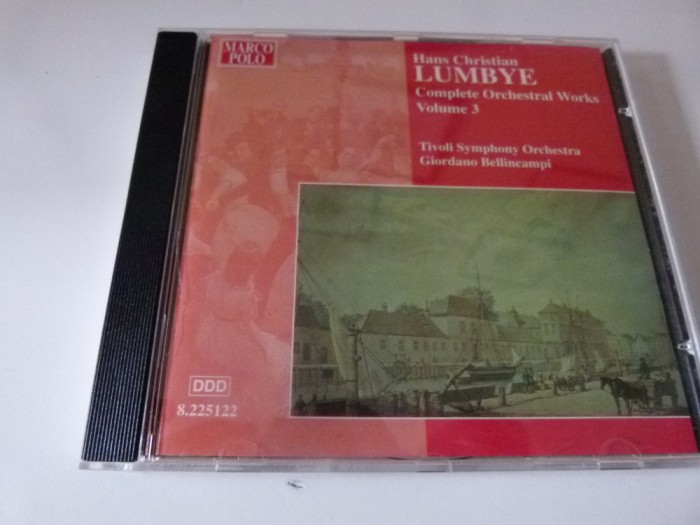 MARCO
POLO
Hans Christian
LUMBYE
Complete Orchestral Works
Volume 3
Tivoli Symphony Orchestra
Giordano Bellincampi
DDD
8.225122